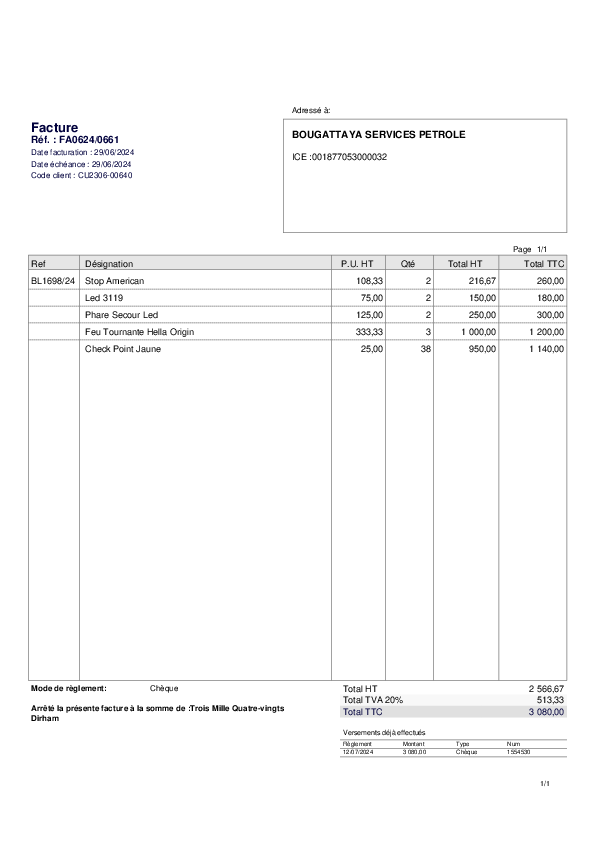 Adressé à:
Facture
Réf. : FA0624/0661
Date facturation : 29/06/2024
Date échéance : 29/06/2024
Code client : CU2306-00640
BOUGATTAYA SERVICES PETROLE
ICE :001877053000032
Page 1/1
Ref Désignation P.U. HT Qté Total HT Total TTC
BL1698/24 Stop American 108,33 2 216,67 260,00
Led 3119 75,00 2 150,00 180,00
Phare Secour Led 125,00 2 250,00 300,00
Feu Tournante Hella Origin 333,33 3 1 000,00 1 200,00
Check Point Jaune 25,00 38 950,00 1 140,00
Mode de règlement: Chèque
Arrêté la présente facture à la somme de :Trois Mille Quatre-vingts
Dirham
Total HT 2 566,67
Total TVA 20% 513,33
Total TTC 3 080,00
Versements déjà effectués
Règlement Montant Type Num
12/07/2024 3 080,00 Chèque 1554530
1/1